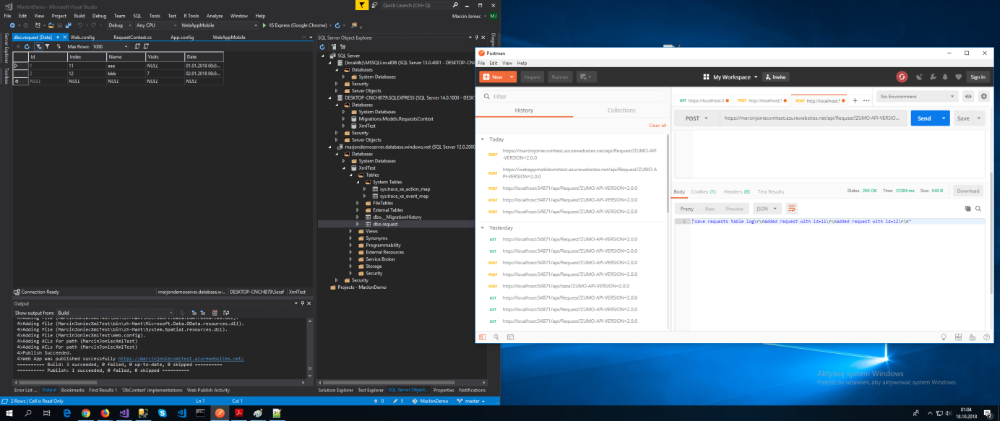 MarJonDemo - Microsoft Visual Studio
Quick Launch (Ctrl+Q)
File Edit View Project Build Debug Team SQL Tools Test R Tools Analyze Window Help
Marcin Joniec MJ
Debug Any CPU WebAppMobile IIS Express (Google Chrome)
Server Explorer
Toolbox
dbo.request [Data] Web.config RequestContext.cs App.config WebAppMobile
Max Rows: 1000
Id Index Name Visits Date
1 11 aaa NULL 01.01.2018 00:0...
2 12 bbb 7 02.01.2018 00:0...
NULL NULL NULL NULL NULL
Connection Ready
marjondemoserver.database.w... DESKTOP-CNCHB79\Seraf XmlTest
Output
Show output from: Build
4>Adding file (MarcinJoniecXmlTest\bin\zh-Hant\Microsoft.Data.Edm.resources.dll).
4>Adding file (MarcinJoniecXmlTest\bin\zh-Hant\Microsoft.Data.OData.resources.dll).
4>Adding file (MarcinJoniecXmlTest\bin\zh-Hant\System.Spatial.resources.dll).
4>Adding file (MarcinJoniecXmlTest\Web.config).
4>Adding ACLs for path (MarcinJoniecXmlTest)
4>Adding ACLs for path (MarcinJoniecXmlTest)
4>Publish Succeeded.
4>Web App was published successfully https://marcinjoniecxmltest.azurewebsites.net/
========== Build: 3 succeeded, 0 failed, 0 up-to-date, 0 skipped ==========
========== Publish: 1 succeeded, 0 failed, 0 skipped ==========
Error List ... Output Bookmarks Find Results 1 'DbContext' implementations Web Publish Activity
2 Rows | Cell is Read Only
Ln 1 Col 1
SQL Server Object Explorer
Diagn
SQL Server
(localdb)\MSSQLLocalDB (SQL Server 13.0.4001 - DESKTOP-CNCHB
Databases
System Databases
Security
Server Objects
DESKTOP-CNCHB79\SQLEXPRESS (SQL Server 14.0.1000 - DESKT
Databases
System Databases
Migrations.Models.RequestsContext
XmlTest
Security
Server Objects
marjondemoserver.database.windows.net (SQL Server 12.0.2000
Databases
System Databases
XmlTest
Tables
System Tables
sys.trace_xe_action_map
sys.trace_xe_event_map
FileTables
External Tables
dbo.__MigrationHistory
dbo.request
Views
Synonyms
Programmability
External Resources
Service Broker
Storage
Security
Security
Projects - MarJonDemo
Solution Explorer Test Explorer SQL Server Object... Properties Notifications
0 5 MarJonDemo master
Postman
File Edit View Help
New Import Runner
My Workspace Invite
Sign In
Filter
History Collections
Clear all
Today
POST https://marcinjoniecxmltest.azurewebsites.net/api/Request?ZUMO-API
-VERSION=2.0.0
POST https://webappmobilexmltest.azurewebsites.net/api/Request?ZUMO-A
PI-VERSION=2.0.0
POST http://localhost:54871/api/Request?ZUMO-API-VERSION=2.0.0
POST http://localhost:54871/api/Request?ZUMO-API-VERSION=2.0.0
POST http://localhost:54871/api/Request?ZUMO-API-VERSION=2.0.0
Yesterday
GET http://localhost:54871/api/Request?ZUMO-API-VERSION=2.0.0
GET http://localhost:54871/api/Request?ZUMO-API-VERSION=2.0.0
POST http://localhost:54871/api/Request?ZUMO-API-VERSION=2.0.0
POST http://localhost:54871/api/Request?ZUMO-API-VERSION=2.0.0
POST http://localhost:54871/api/data?ZUMO-API-VERSION=2.0.0
GET http://localhost:54871/api/Request?ZUMO-API-VERSION=2.0.0
GET http://localhost:54871/api/Request?ZUMO-API-VERSION=2.0.0
GET http://localhost:54871/api/Request?ZUMO-API-VERSION=2.0.0
GET https://localhost:4 POST http://localhost:5 POST http://localhost:5
No Environment
POST https://marcinjoniecxmltest.azurewebsites.net/api/Request?ZUMO-API-VERSIO... Send Save
Body Cookies (1) Headers (8) Test Results Status: 200 OK Time: 12384 ms Size: 540 B Download
Pretty Raw Preview JSON
1 "save requests table log\r\nadded request with id=11\r\nadded request with id=12\r\n"
Aktywuj system Windows
Przejdź do ustawień, aby aktywować system Windows.
01:04
18.10.2018
2